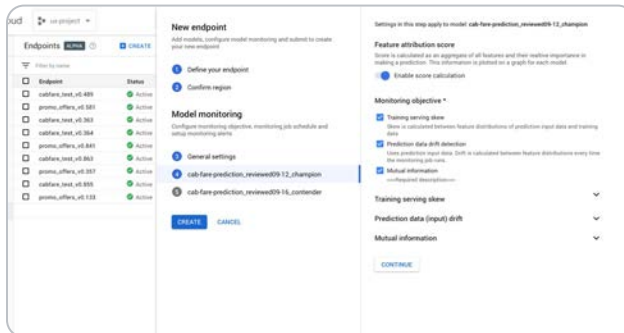 oud
ux-project
Endpoints ALPHA
CREATE
Filter by name
Endpoint Status
cabfare_test_v0.489 Active
promo_offers_v0.581 Active
cabfare_test_v0.363 Active
cabfare_test_v0.364 Active
promo_offers_v0.845 Active
cabfare_test_v0.863 Active
promo_offers_v0.357 Active
cabfare_test_v0.855 Active
promo_offers_v0.133 Active
New endpoint
Add models, configure model monitoring and submit to create
your new endpoint
1 Define your endpoint
2 Confirm region
Model monitoring
Configure monitoring objective, monitoring job schedule and
setup monitoring alerts
3 General settings
4 cab-fare-prediction_reviewed09-12_champion
5 cab-fare-prediction_reviewed09-16_contender
CREATE CANCEL
Settings in this step apply to model cab-fare-prediction_reviewed09-12_champion
Feature attribution score
Score is calculated as an aggregate of all features and their realtive importance in
making a prediction. This information is plotted on a graph for each model
Enable score calculation
Monitoring objective *
Training serving skew
Skew is calculated between feature distributions of prediction input data and training
data
Prediction data drift detection
Uses prediction input data. Drift is calculated between feature distributions every time
the monitoring job runs.
Mutual information
---Required description---
Training serving skew
Prediction data (input) drift
Mutual information
CONTINUE